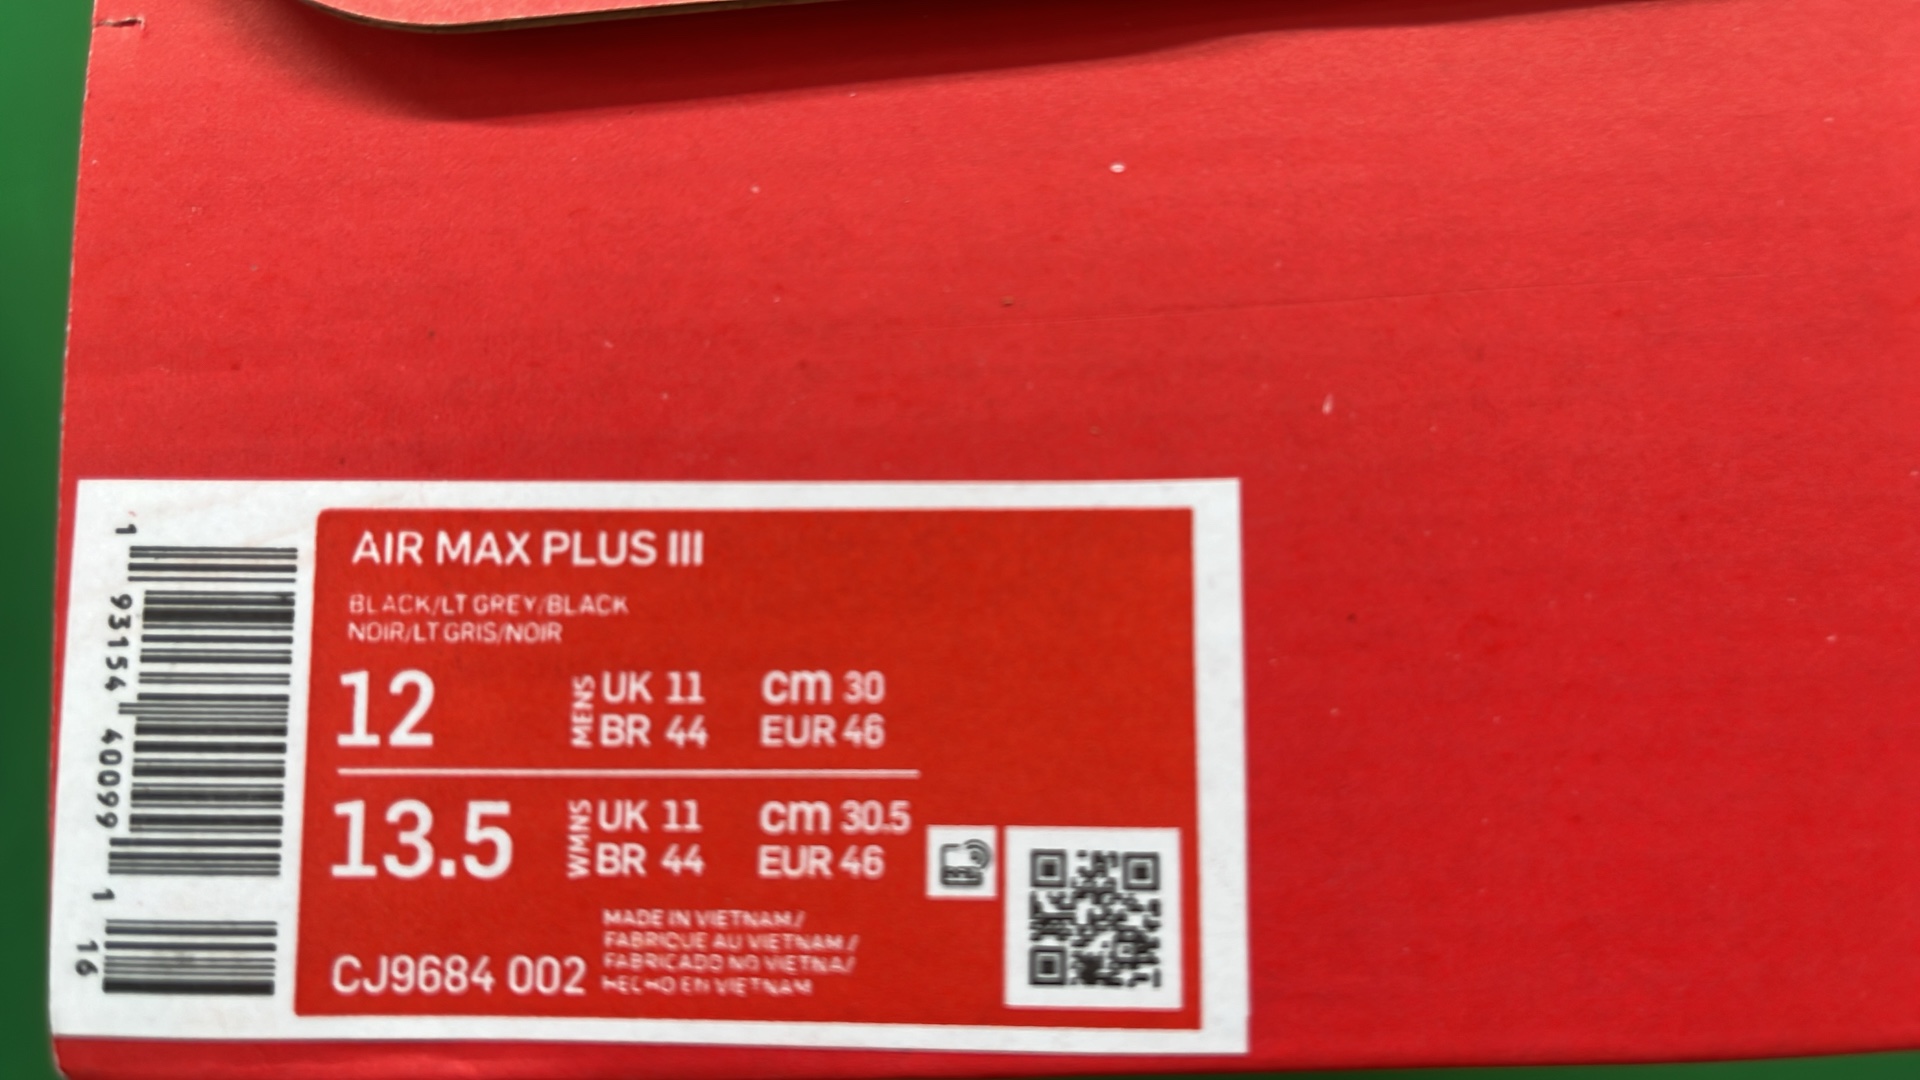 AIR MAX PLUS III
BLACK/LT GREY/BLACK
NOIR/LT GRIS/NOIR
12 MENS UK 11 cm 30
BR 44 EUR 46
13.5 WMNS UK 11 cm 30.5
BR 44 EUR 46
CJ9684 002
MADE IN VIETNAM/
FABRIQUE AU VIETNAM/
FABRICADO NO VIETNA/
HECHO EN VIETNAM
1 93154 40099 1
16